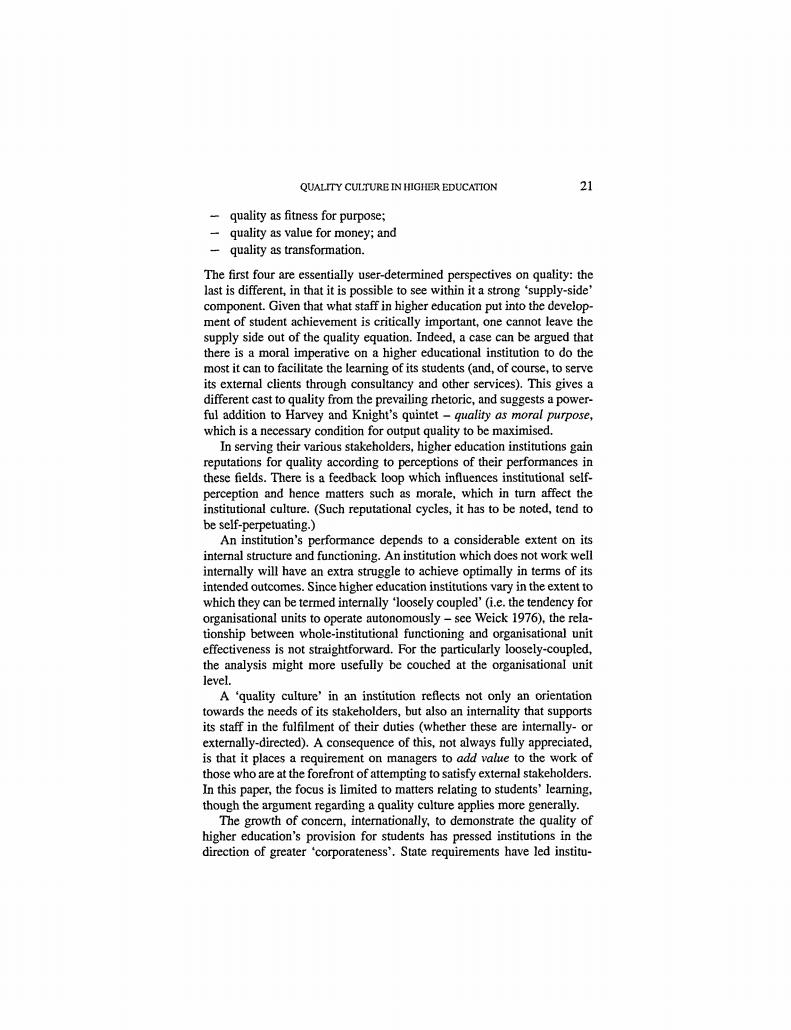 QUALITY CULTURE IN HIGHER EDUCATION 21
– quality as fitness for purpose;
– quality as value for money; and
– quality as transformation.
The first four are essentially user-determined perspectives on quality: the
last is different, in that it is possible to see within it a strong ‘supply-side’
component. Given that what staff in higher education put into the develop-
ment of student achievement is critically important, one cannot leave the
supply side out of the quality equation. Indeed, a case can be argued that
there is a moral imperative on a higher educational institution to do the
most it can to facilitate the learning of its students (and, of course, to serve
its external clients through consultancy and other services). This gives a
different cast to quality from the prevailing rhetoric, and suggests a power-
ful addition to Harvey and Knight’s quintet – quality as moral purpose,
which is a necessary condition for output quality to be maximised.
In serving their various stakeholders, higher education institutions gain
reputations for quality according to perceptions of their performances in
these fields. There is a feedback loop which influences institutional self-
perception and hence matters such as morale, which in turn affect the
institutional culture. (Such reputational cycles, it has to be noted, tend to
be self-perpetuating.)
An institution’s performance depends to a considerable extent on its
internal structure and functioning. An institution which does not work well
internally will have an extra struggle to achieve optimally in terms of its
intended outcomes. Since higher education institutions vary in the extent to
which they can be termed internally ‘loosely coupled’ (i.e. the tendency for
organisational units to operate autonomously – see Weick 1976), the rela-
tionship between whole-institutional functioning and organisational unit
effectiveness is not straightforward. For the particularly loosely-coupled,
the analysis might more usefully be couched at the organisational unit
level.
A ‘quality culture’ in an institution reflects not only an orientation
towards the needs of its stakeholders, but also an internality that supports
its staff in the fulfilment of their duties (whether these are internally- or
externally-directed). A consequence of this, not always fully appreciated,
is that it places a requirement on managers to add value to the work of
those who are at the forefront of attempting to satisfy external stakeholders.
In this paper, the focus is limited to matters relating to students’ learning,
though the argument regarding a quality culture applies more generally.
The growth of concern, internationally, to demonstrate the quality of
higher education’s provision for students has pressed institutions in the
direction of greater ‘corporateness’. State requirements have led institu-